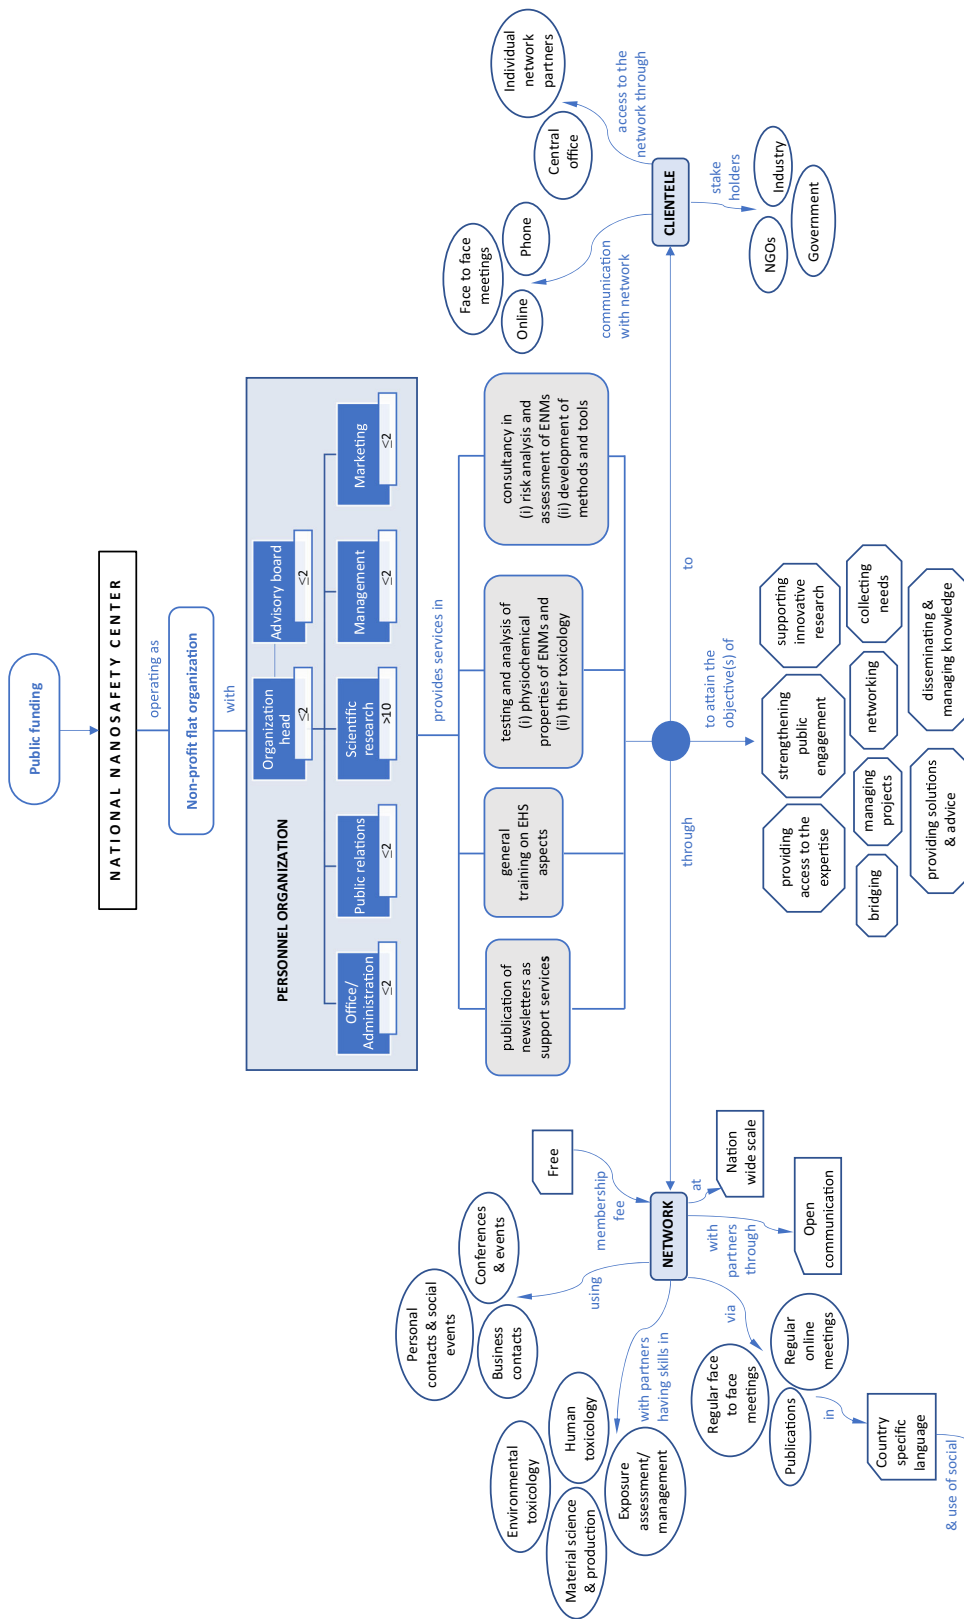 Public funding
NATIONAL NANOSAFETY CENTER
operating as
Non-profit flat organization
with
PERSONNEL ORGANIZATION
Organization
head
≤2
Advisory board
≤2
Office/
Administration
≤2
Public relations
≤2
Scientific
research
>10
Management
≤2
Marketing
≤2
provides services in
publication of
newsletters as
support services
general
training on EHS
aspects
testing and analysis of
(i) physiochemical
properties of ENMs and
(ii) their toxicology
consultancy in
(i) risk analysis and
assessment of ENMs
(ii) development of
methods and tools
through
to
to attain the
objective(s) of
providing
access to the
expertise
strengthening
public
engagement
supporting
innovative
research
bridging
managing
projects
networking
collecting
needs
providing solutions
& advice
disseminating &
managing knowledge
NETWORK
Free
membership
fee
using
Personal
contacts & social
events
Conferences
& events
Business
contacts
with partners
having skills in
Environmental
toxicology
Human
toxicology
Material science
& production
Exposure
assessment/
management
via
Regular face
to face
meetings
Regular
online
meetings
Publications
in
Country
specific
language
& use of social
with
partners
through
Open
communication
at
Nation
wide scale
CLIENTELE
communication
with network
Face to face
meetings
Online
Phone
access to the
network through
Central
office
Individual
network
partners
stake
holders
NGOs
Industry
Government